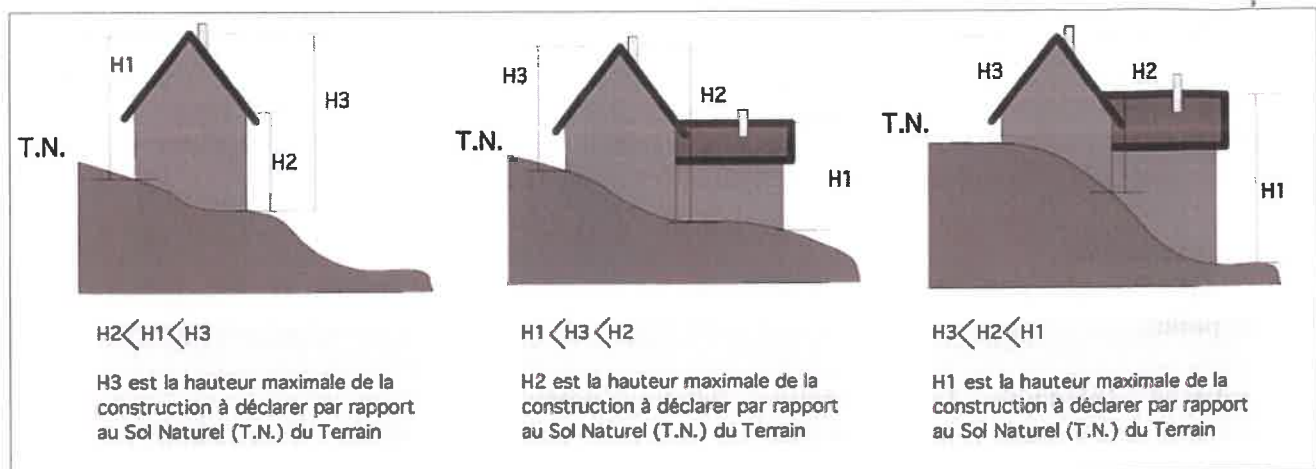 H1
H3
H2
T.N.
H2<H1<H3
H3 est la hauteur maximale de la
construction à déclarer par rapport
au Sol Naturel (T.N.) du Terrain
H3
H2
T.N.
H1
H1<H3<H2
H2 est la hauteur maximale de la
construction à déclarer par rapport
au Sol Naturel (T.N.) du Terrain
H3
H2
T.N.
H1
H3<H2<H1
H1 est la hauteur maximale de la
construction à déclarer par rapport
au Sol Naturel (T.N.) du Terrain